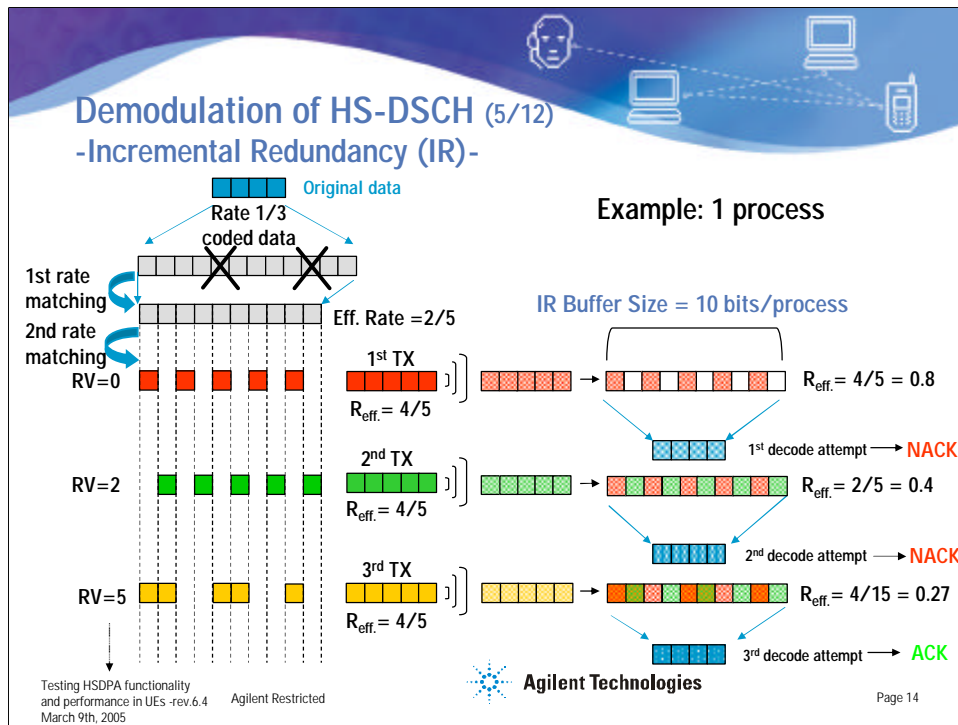 Demodulation of HS-DSCH (5/12)
-Incremental Redundancy (IR)-
Original data
Rate 1/3
coded data
Example: 1 process
1st rate
matching
Eff. Rate =2/5
IR Buffer Size = 10 bits/process
2nd rate
matching
RV=0
1st TX
Reff.= 4/5
Reff.= 4/5 = 0.8
1st decode attempt
NACK
RV=2
2nd TX
Reff.= 4/5
Reff.= 2/5 = 0.4
2nd decode attempt
NACK
RV=5
3rd TX
Reff.= 4/5
Reff.= 4/15 = 0.27
3rd decode attempt
ACK
Testing HSDPA functionality
and performance in UEs -rev.6.4
March 9th, 2005
Agilent Restricted
Agilent Technologies
Page 14